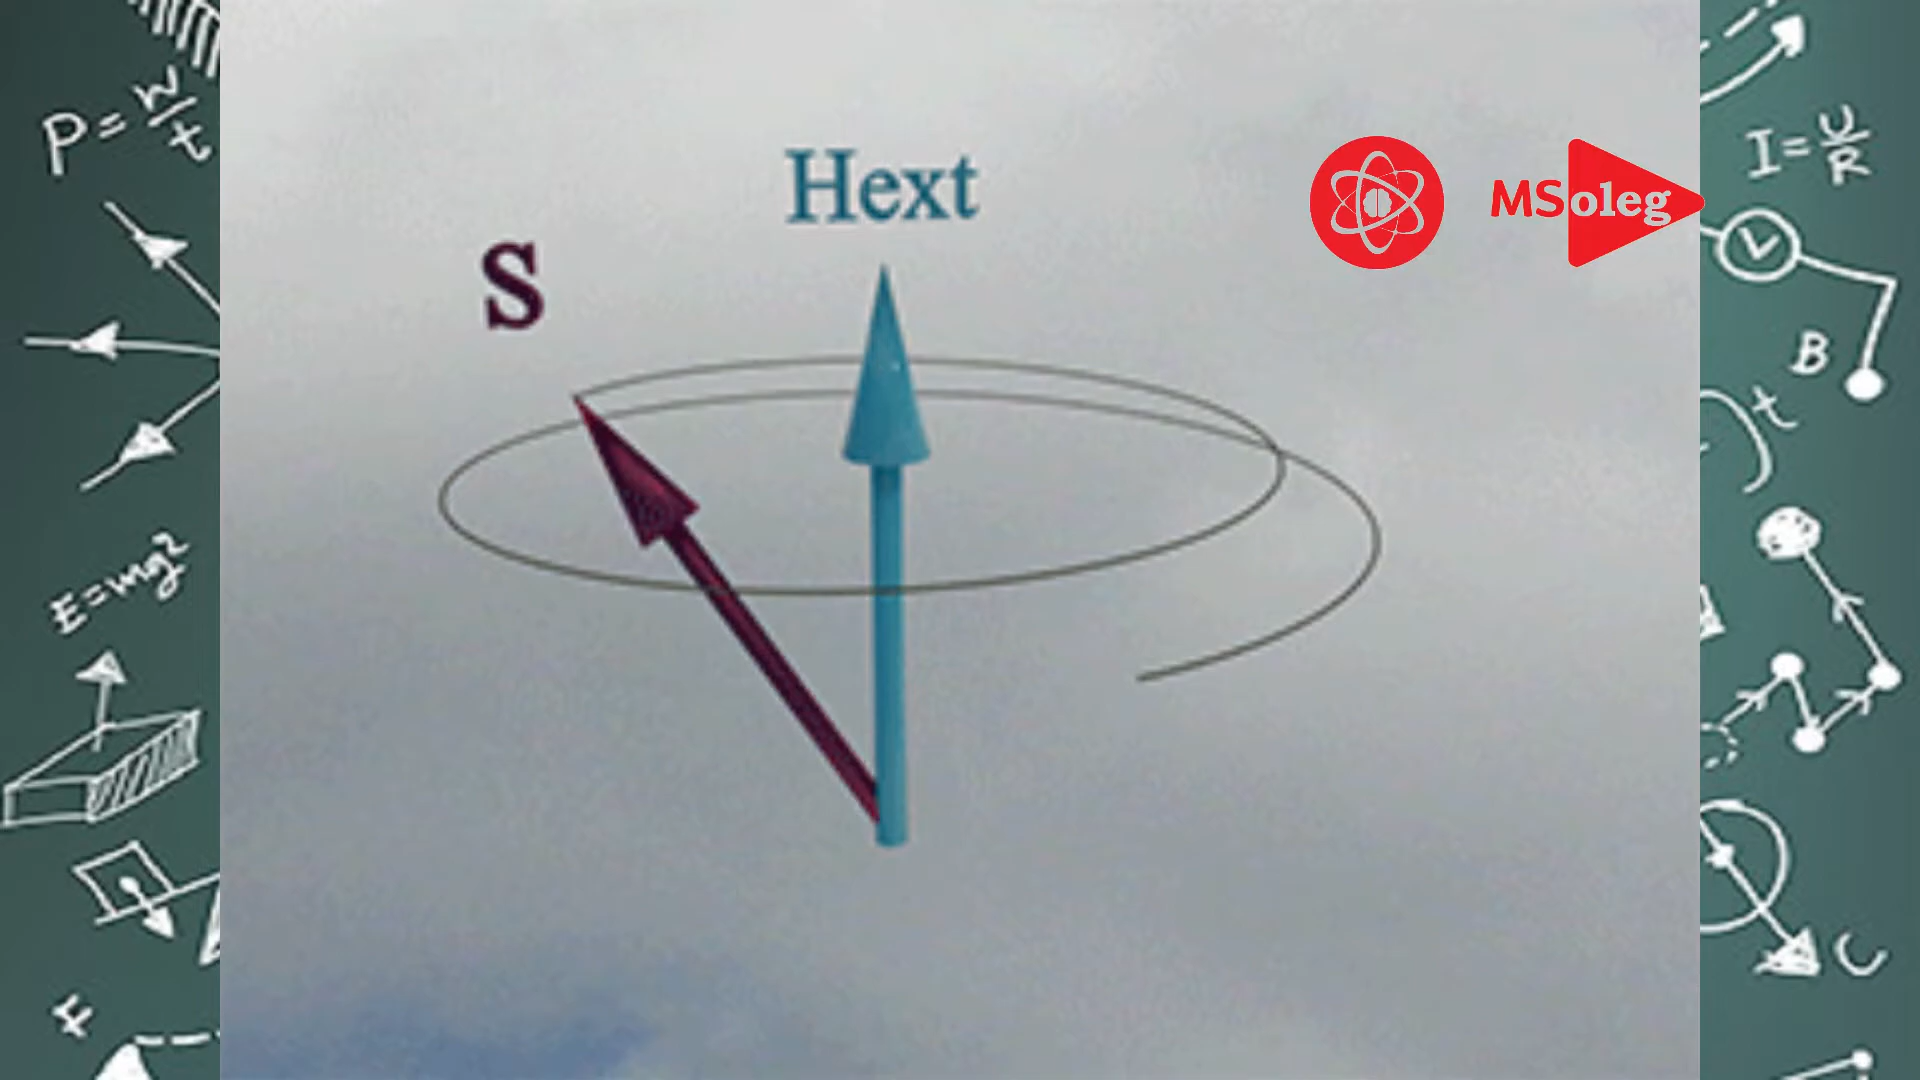 P = W/t
Hext
S
MSoleg
I = U/R
B
t
E=mg²
C
F